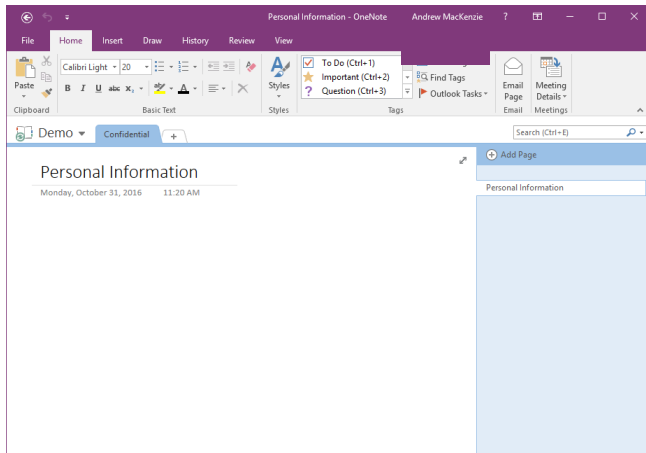 Personal Information - OneNote Andrew MacKenzie ?
File Home Insert Draw History Review View
Calibri Light 20
To Do (Ctrl+1)
Important (Ctrl+2) Find Tags
Paste B I U abc x, A Styles ? Question (Ctrl+3) Outlook Tasks Email Page Meeting Details
Clipboard Basic Text Styles Tags Email Meetings
Demo Confidential + Search (Ctrl+E)
Add Page
Personal Information
Personal Information
Monday, October 31, 2016 11:20 AM